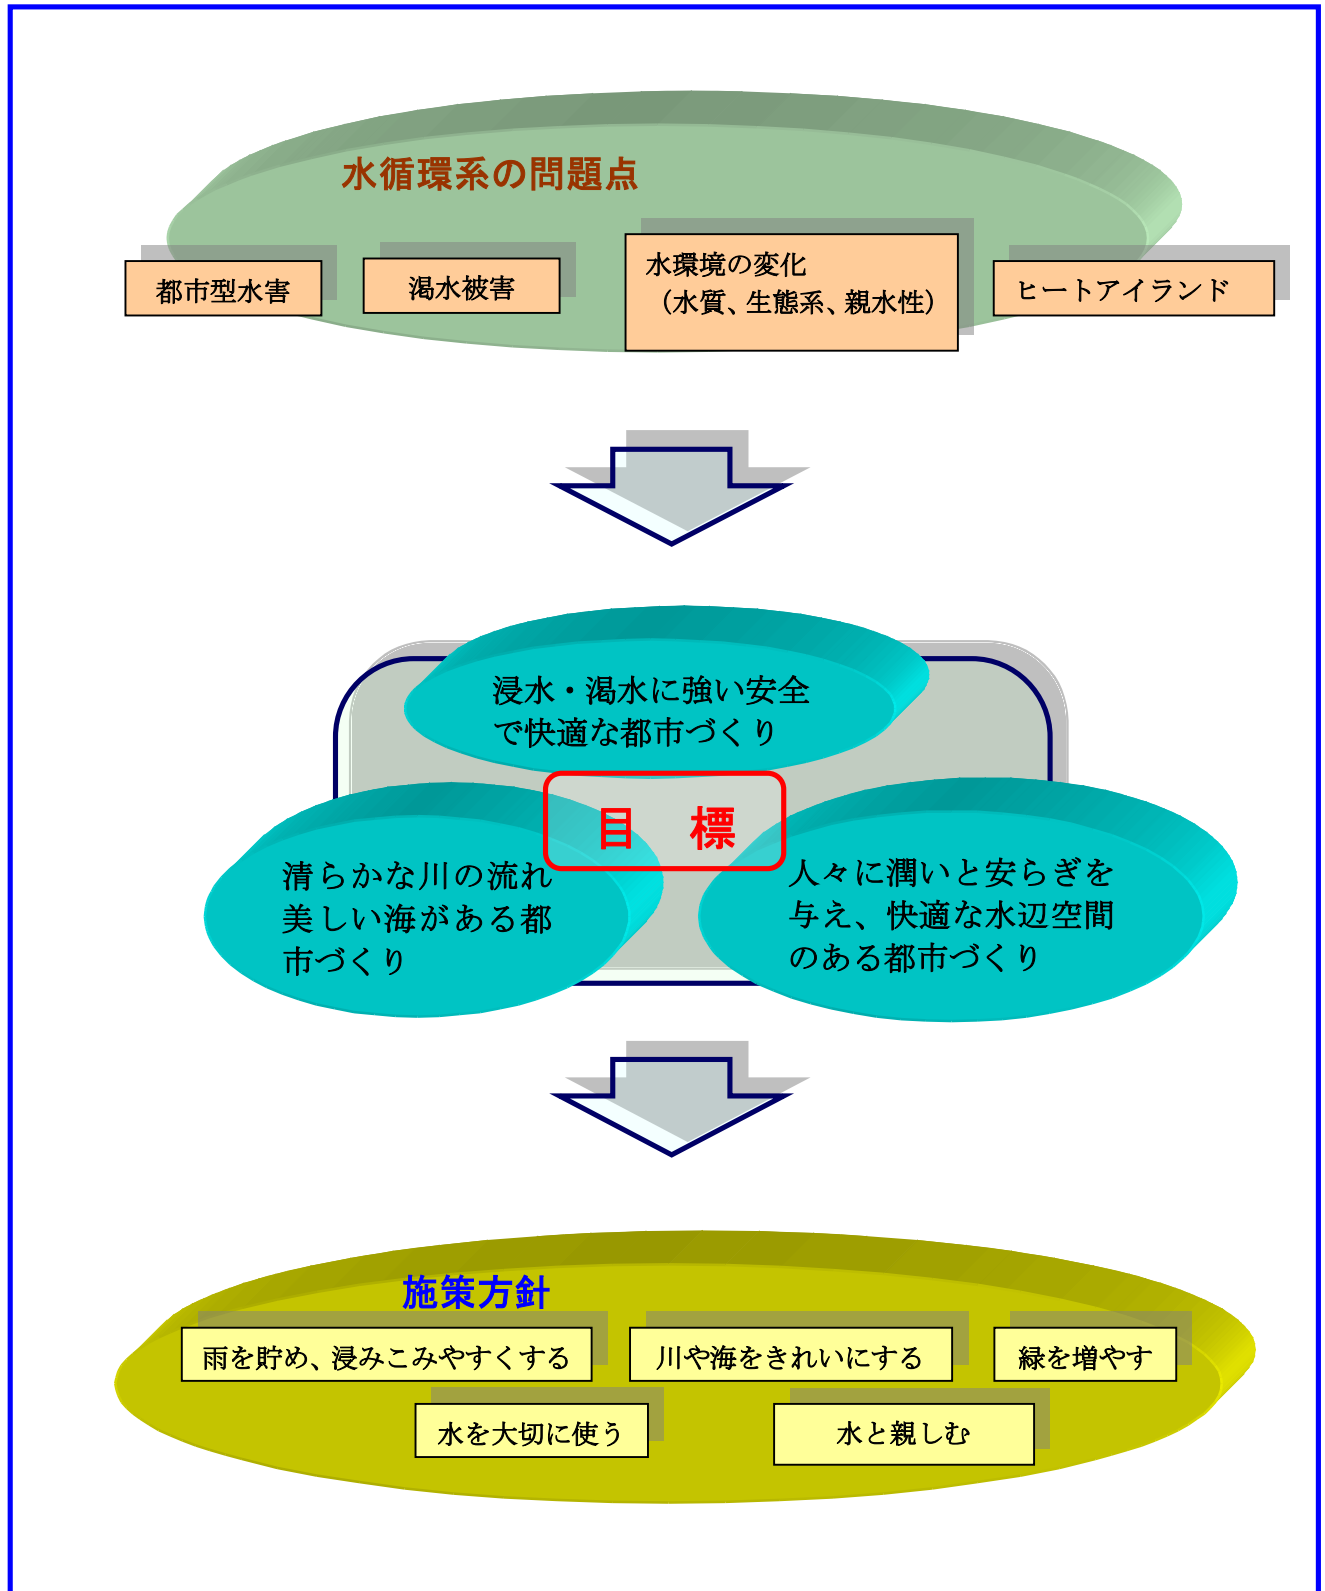 水循環系の問題点
都市型水害
渇水被害
水環境の変化
（水質、生態系、親水性）
ヒートアイランド
浸水・渇水に強い安全
で快適な都市づくり
目　標
清らかな川の流れ
美しい海がある都
市づくり
人々に潤いと安らぎを
与え、快適な水辺空間
のある都市づくり
施策方針
雨を貯め、浸みこみやすくする
川や海をきれいにする
緑を増やす
水を大切に使う
水と親しむ